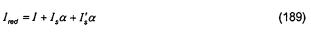 I_red = I + I_s α + I'_s α (189)